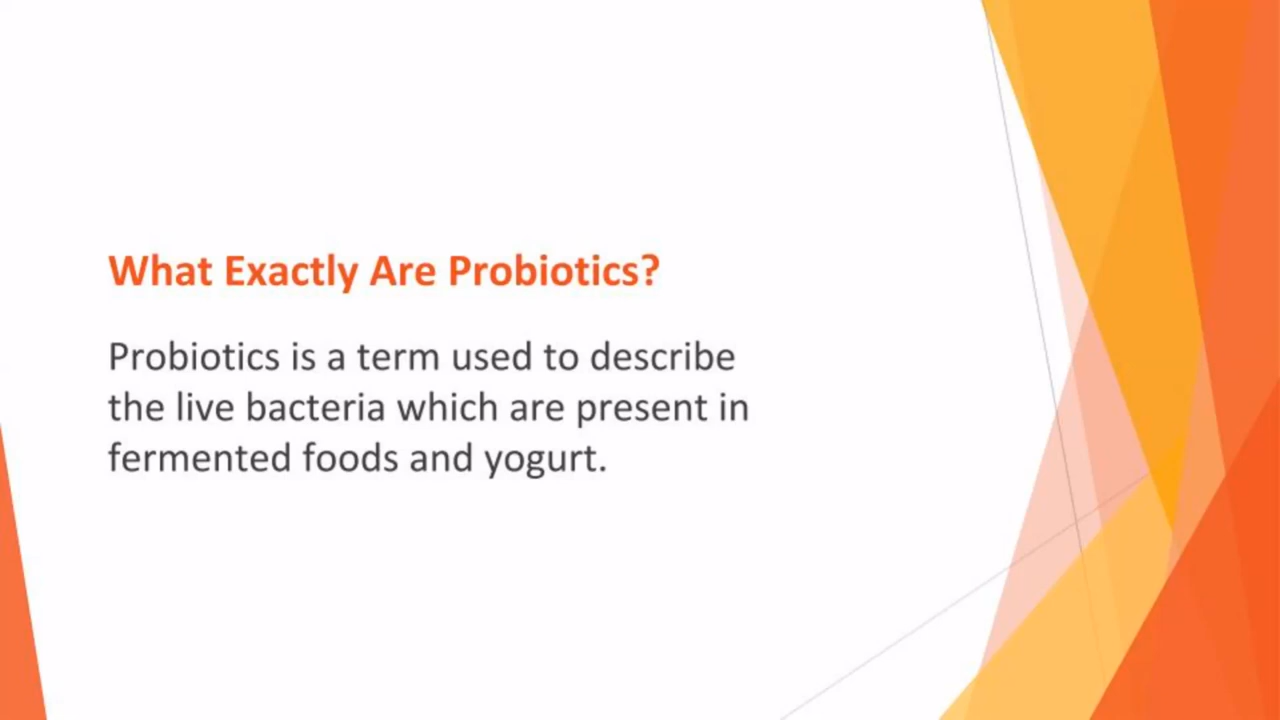 What Exactly Are Probiotics?
Probiotics is a term used to describe
the live bacteria which are present in
fermented foods and yogurt.